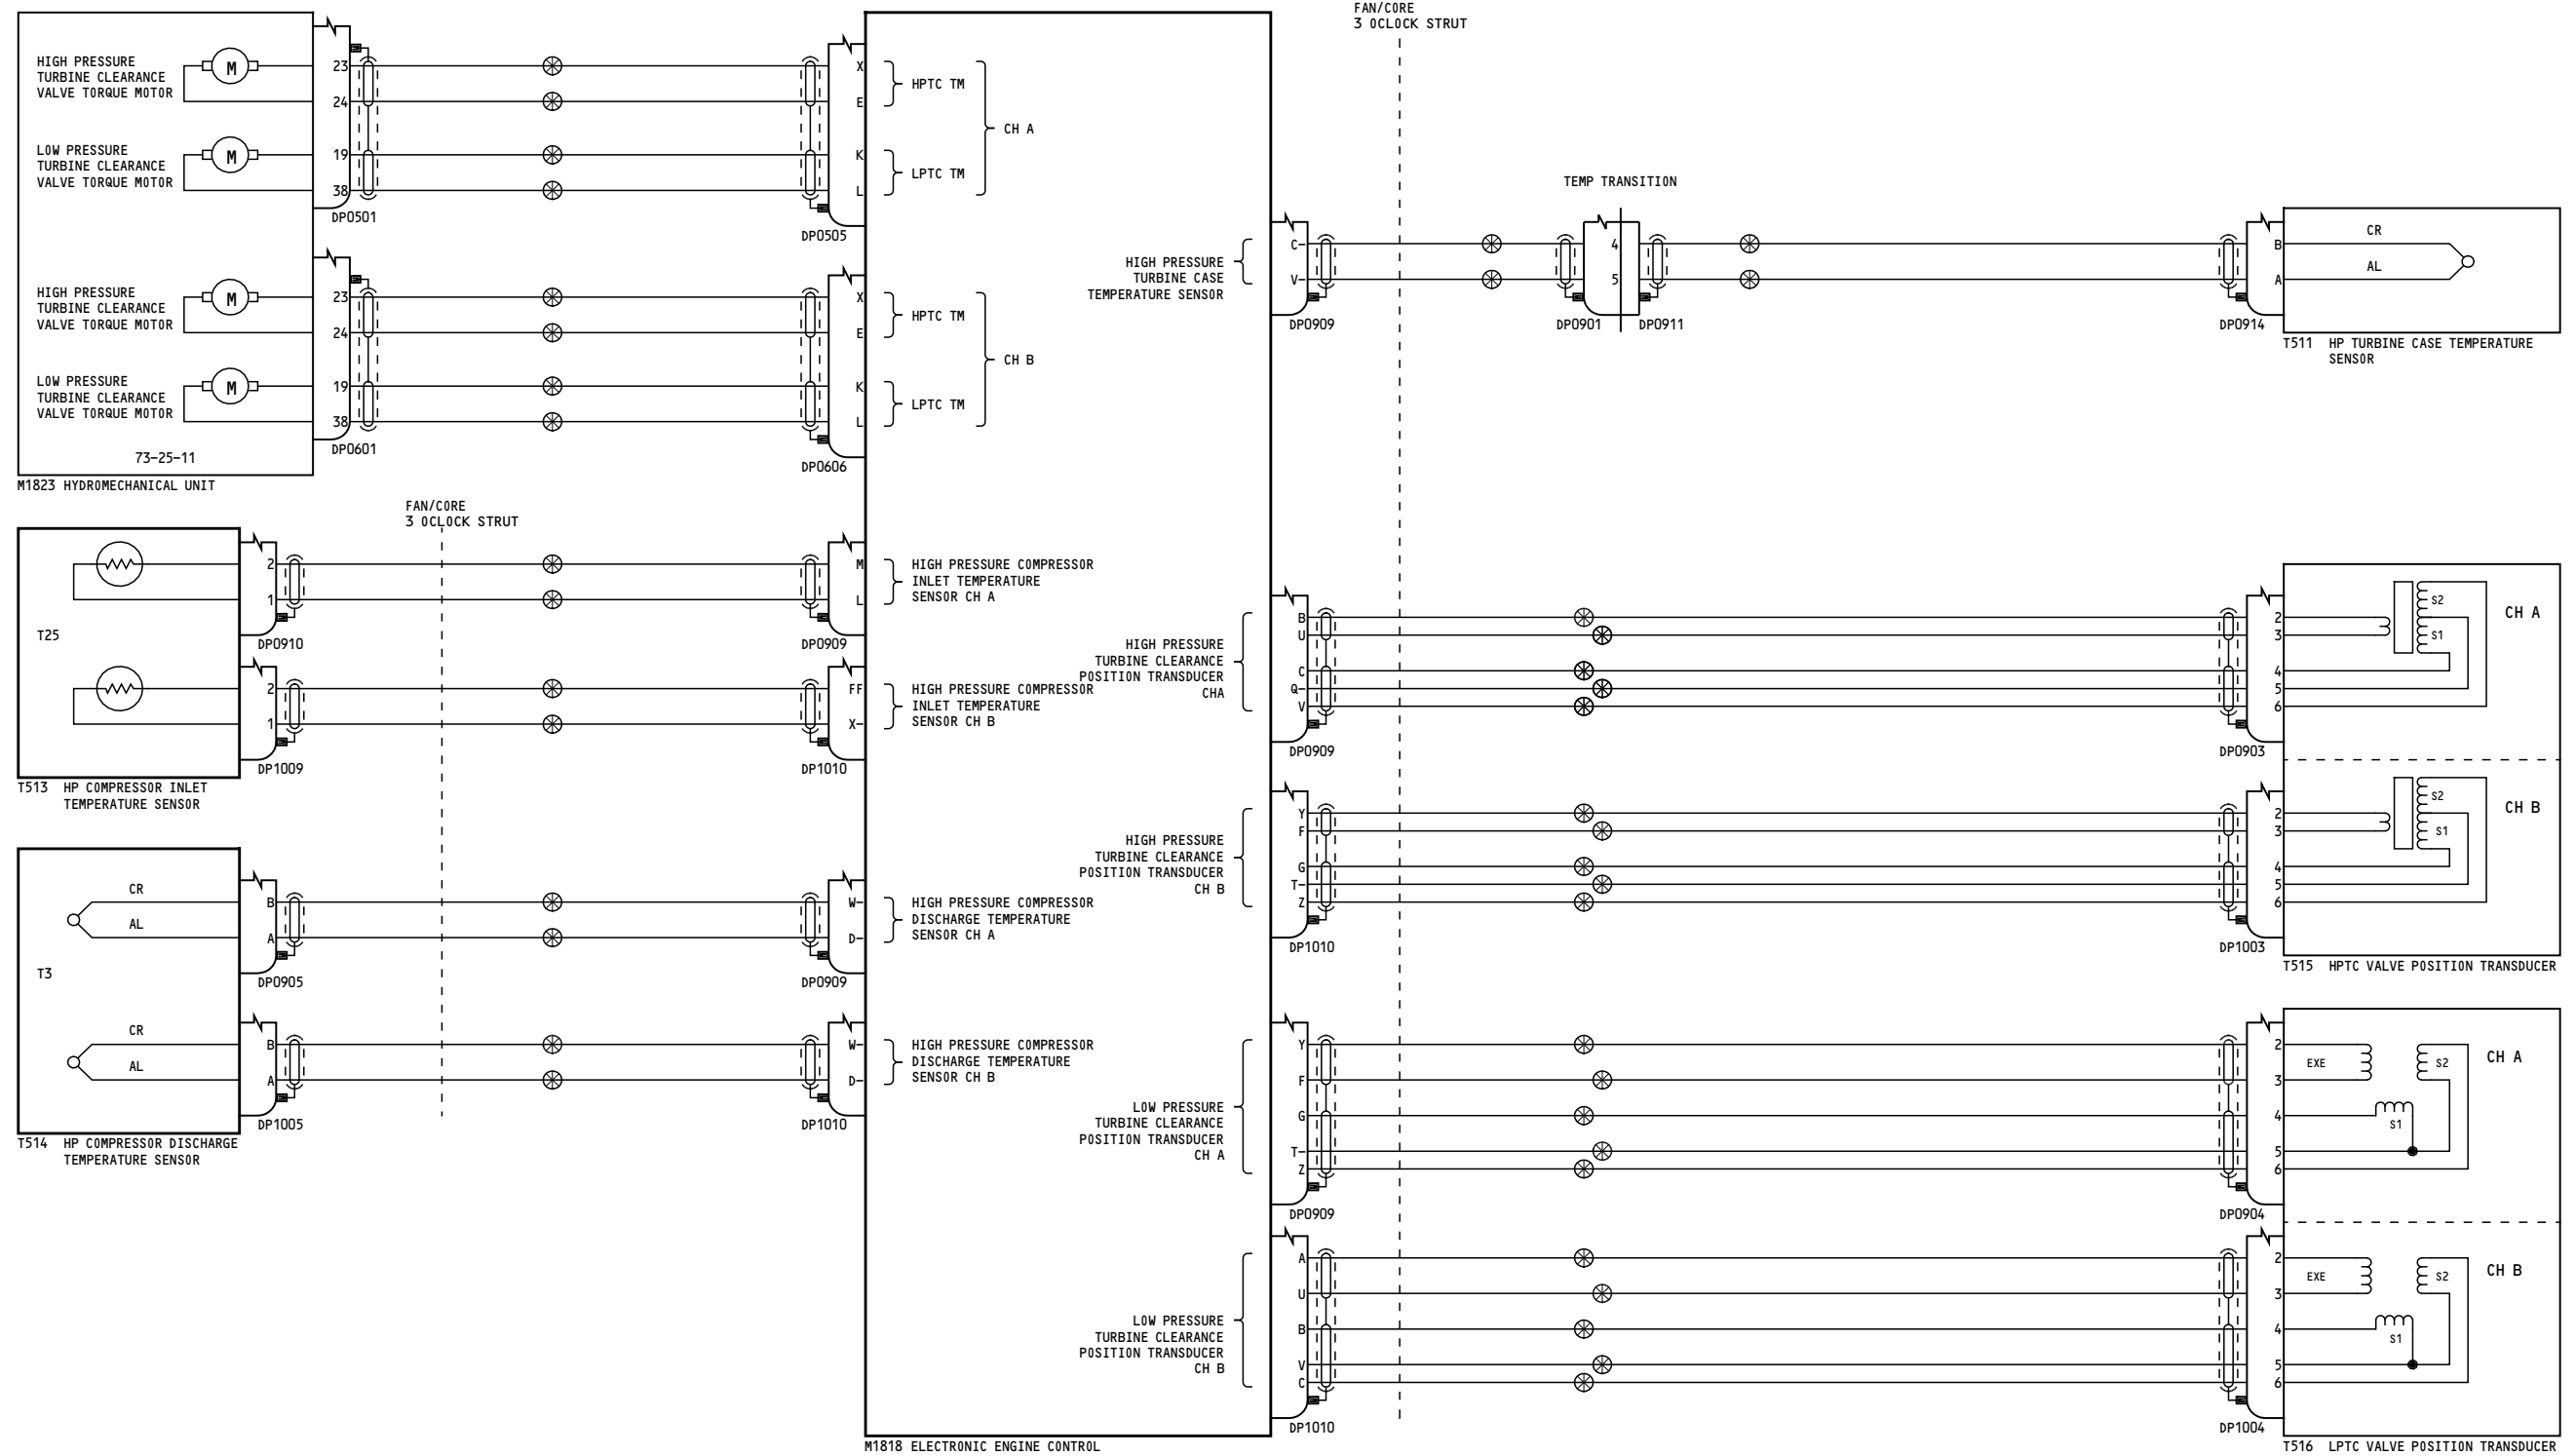 HIGH PRESSURE
TURBINE CLEARANCE
VALVE TORQUE MOTOR
M
23
24
LOW PRESSURE
TURBINE CLEARANCE
VALVE TORQUE MOTOR
M
19
38
DP0501
HIGH PRESSURE
TURBINE CLEARANCE
VALVE TORQUE MOTOR
M
23
24
LOW PRESSURE
TURBINE CLEARANCE
VALVE TORQUE MOTOR
M
19
38
DP0601
73-25-11
M1823 HYDROMECHANICAL UNIT
X
E
K
L
DP0505
HPTC TM
LPTC TM
CH A
X
E
K
L
DP0606
HPTC TM
LPTC TM
CH B
FAN/CORE
3 OCLOCK STRUT
T25
2
1
DP0910
2
1
DP1009
T513 HP COMPRESSOR INLET
TEMPERATURE SENSOR
M
L
DP0909
HIGH PRESSURE COMPRESSOR
INLET TEMPERATURE
SENSOR CH A
FF
X-
DP1010
HIGH PRESSURE COMPRESSOR
INLET TEMPERATURE
SENSOR CH B
CR
AL
B
A
DP0905
T3
CR
AL
B
A
DP1005
T514 HP COMPRESSOR DISCHARGE
TEMPERATURE SENSOR
W-
D-
DP0909
HIGH PRESSURE COMPRESSOR
DISCHARGE TEMPERATURE
SENSOR CH A
W-
D-
DP1010
HIGH PRESSURE COMPRESSOR
DISCHARGE TEMPERATURE
SENSOR CH B
M1818 ELECTRONIC ENGINE CONTROL
FAN/CORE
3 OCLOCK STRUT
HIGH PRESSURE
TURBINE CASE
TEMPERATURE SENSOR
C-
V-
DP0909
TEMP TRANSITION
4
5
DP0901
DP0911
B
A
DP0914
CR
AL
T511 HP TURBINE CASE TEMPERATURE
SENSOR
HIGH PRESSURE
TURBINE CLEARANCE
POSITION TRANSDUCER
CHA
B
U
C
Q-
V
DP0909
2
3
4
5
6
DP0903
S2
S1
CH A
HIGH PRESSURE
TURBINE CLEARANCE
POSITION TRANSDUCER
CH B
Y
F
G
T-
Z
DP1010
2
3
4
5
6
DP1003
S2
S1
CH B
T515 HPTC VALVE POSITION TRANSDUCER
LOW PRESSURE
TURBINE CLEARANCE
POSITION TRANSDUCER
CH A
Y
F
G
T-
Z
DP0909
2
3
4
5
6
DP0904
EXE
S2
S1
CH A
LOW PRESSURE
TURBINE CLEARANCE
POSITION TRANSDUCER
CH B
A
U
B
V
C
DP1010
2
3
4
5
6
DP1004
EXE
S2
S1
CH B
T516 LPTC VALVE POSITION TRANSDUCER